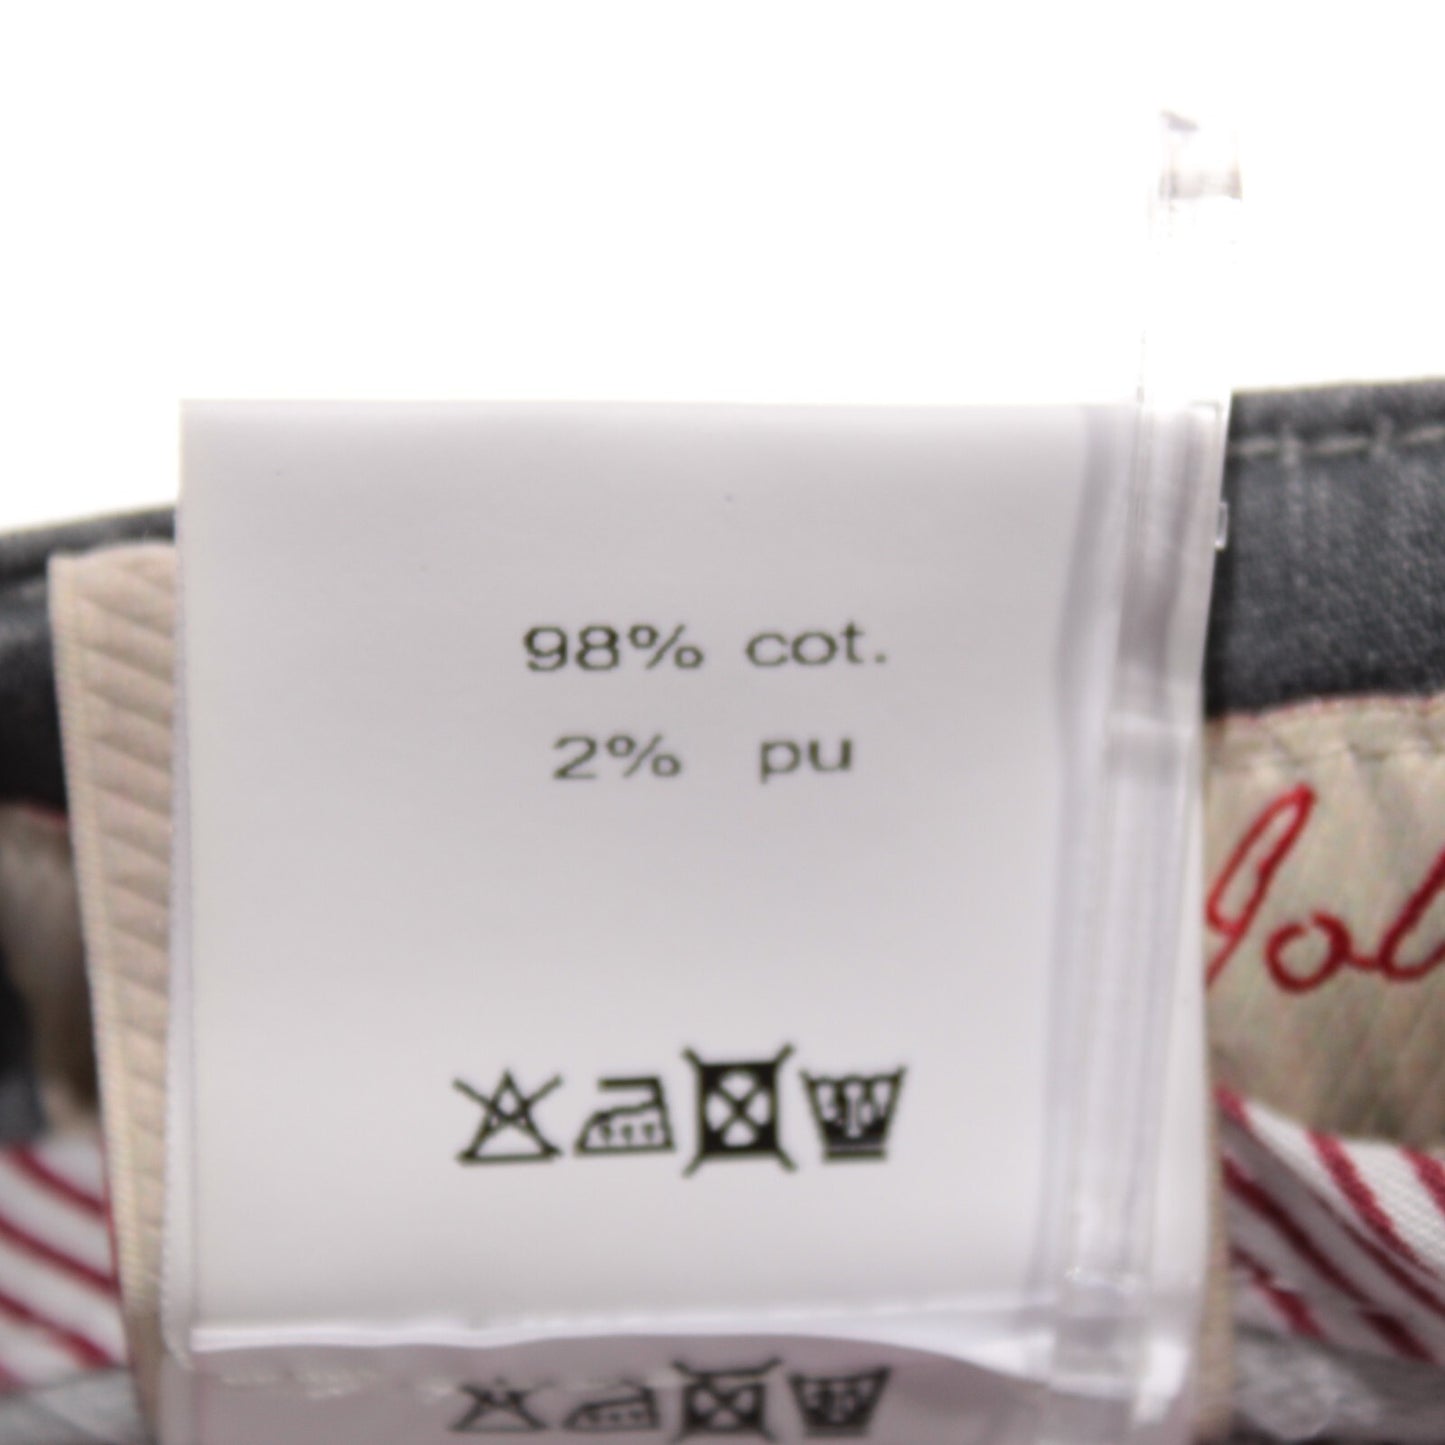 98% cot.
2% pu